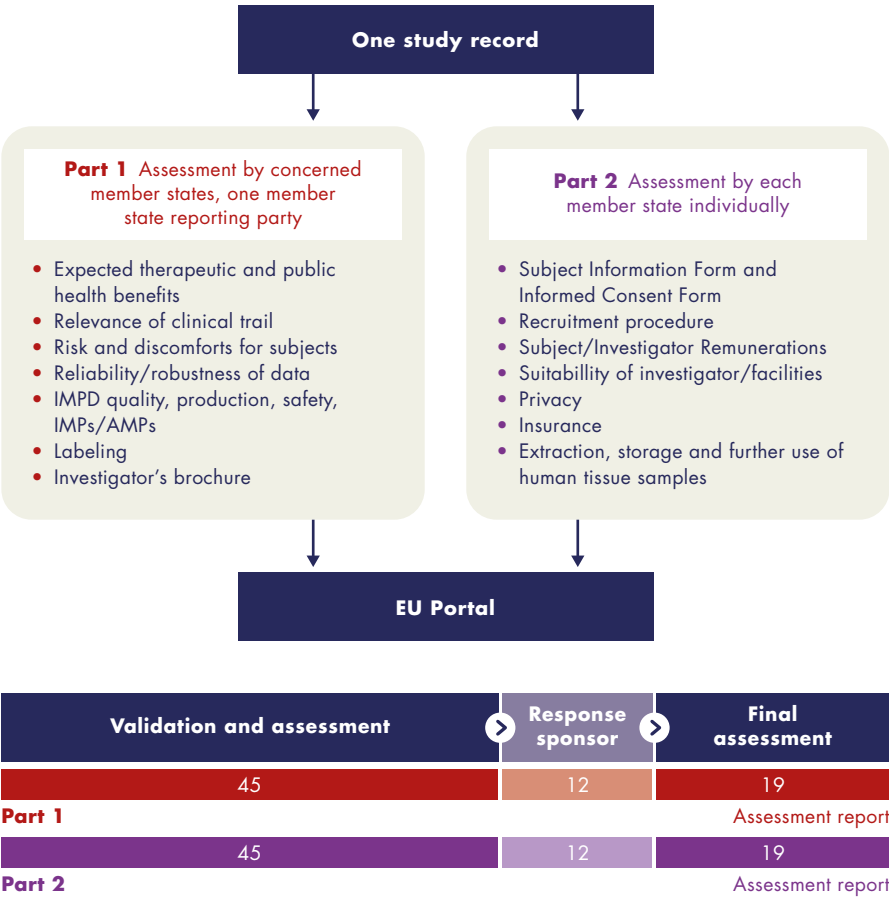 One study record
Part 1 Assessment by concerned
member states, one member
state reporting party
• Expected therapeutic and public
health benefits
• Relevance of clinical trail
• Risk and discomforts for subjects
• Reliability/robustness of data
• IMPD quality, production, safety,
IMPs/AMPs
• Labeling
• Investigator's brochure
Part 2 Assessment by each
member state individually
• Subject Information Form and
Informed Consent Form
• Recruitment procedure
• Subject/Investigator Remunerations
• Suitabillity of investigator/facilities
• Privacy
• Insurance
• Extraction, storage and further use of
human tissue samples
EU Portal
Validation and assessment
Response
sponsor
Final
assessment
45 12 19
Part 1 Assessment report
45 12 19
Part 2 Assessment report